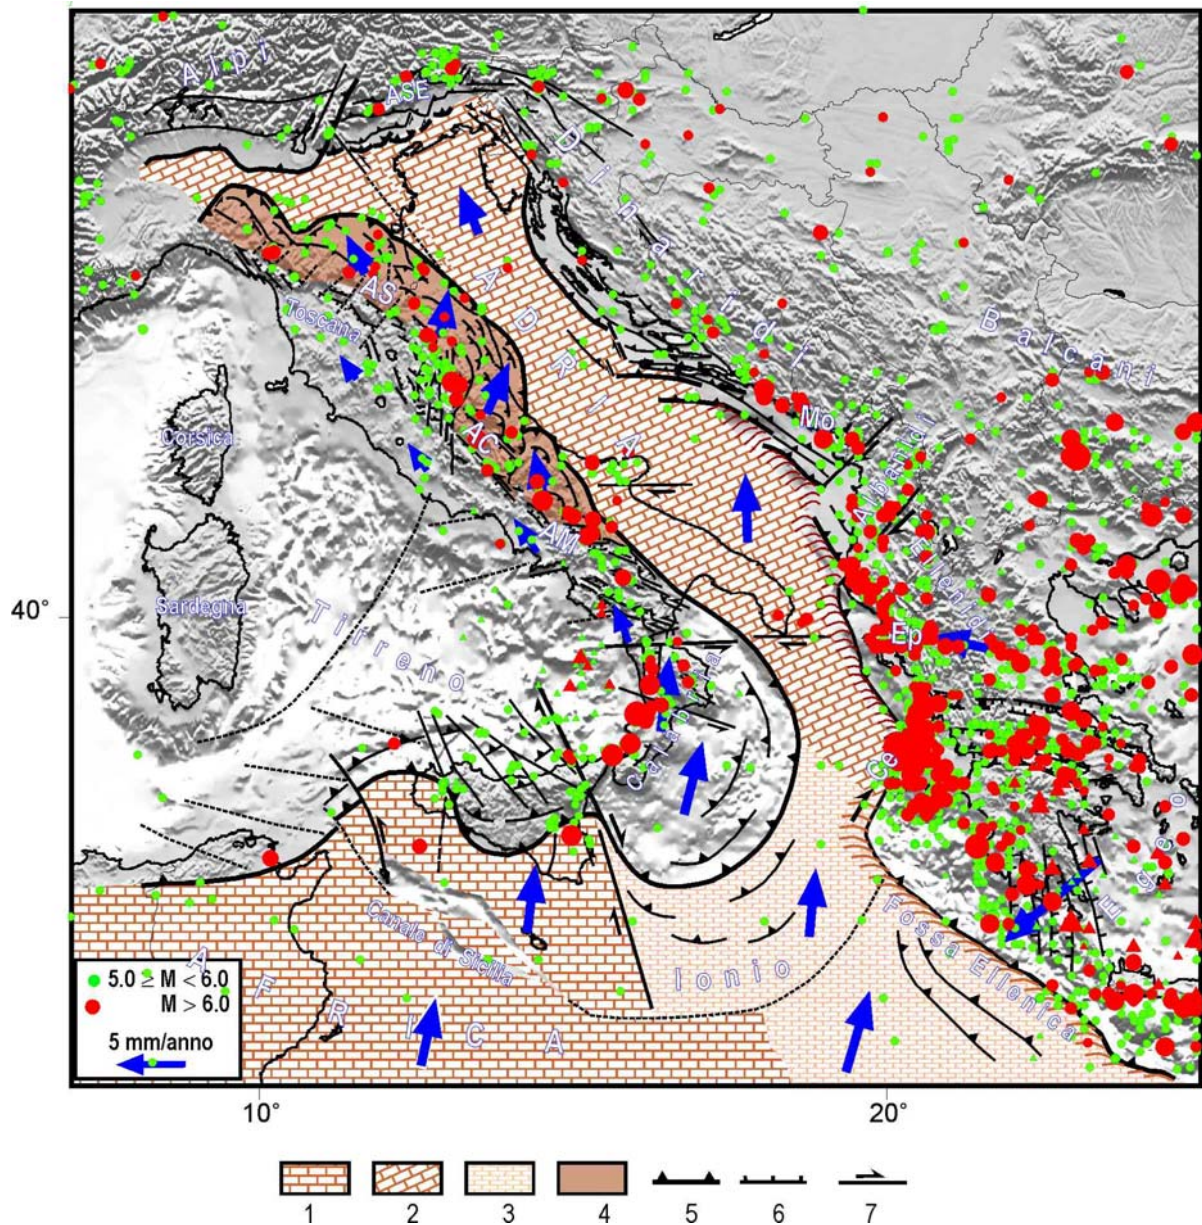 Alpi
ASE
Dinaridi
ADRIA
AS
Toscana
Balcani
Mo
Corsica
AC
Albanidi
AM
Ellenidi
Sardegna
40°
Tirreno
Ep
Calabria
Ce
Egeo
Canale di Sicilia
Fossa Ellenica
Ionio
AFRICA
5.0 ≥ M < 6.0
M > 6.0
5 mm/anno
10°
20°
1 2 3 4 5 6 7